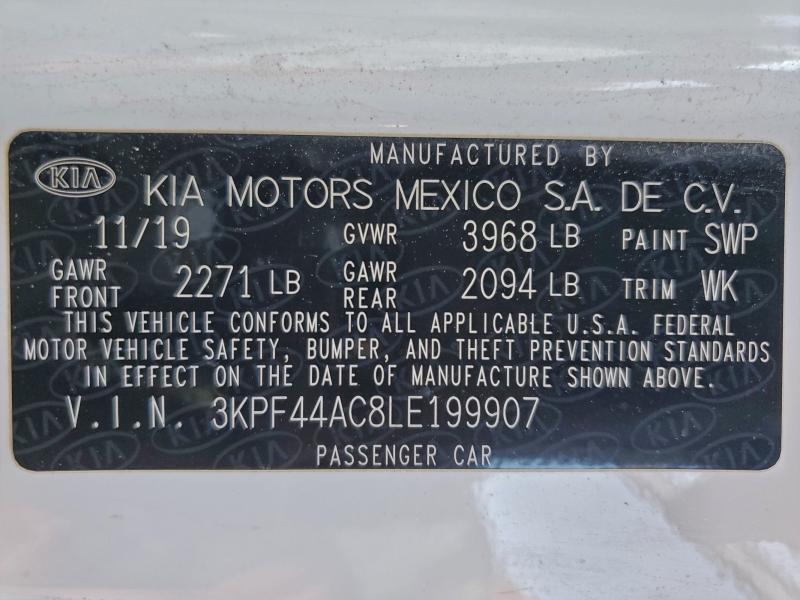 MANUFACTURED BY
KIA KIA MOTORS MEXICO S.A. DE C.V.
11/19 GVWR 3968 LB PAINT SWP
GAWR FRONT 2271 LB GAWR REAR 2094 LB TRIM WK
THIS VEHICLE CONFORMS TO ALL APPLICABLE U.S.A. FEDERAL
MOTOR VEHICLE SAFETY, BUMPER, AND THEFT PREVENTION STANDARDS
IN EFFECT ON THE DATE OF MANUFACTURE SHOWN ABOVE.
V.I.N. 3KPF44AC8LE199907
PASSENGER CAR